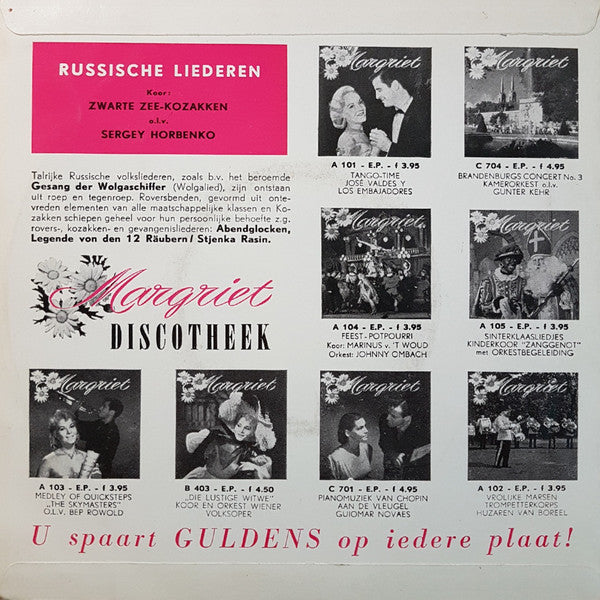 RUSSISCHE LIEDEREN
Koor:
ZWARTE ZEE-KOZAKKEN
o.l.v.
SERGEY HORBENKO
Talrijke Russische volksliederen, zoals b.v. het beroemde
Gesang der Wolgaschiffer (Wolgalied), zijn ontstaan
uit roep en tegenroep. Roversbenden, gevormd uit onte-
vreden elementen van alle maatschappelijke klassen en Ko-
zakken schiepen geheel voor hun persoonlijke behoefte z.g.
rovers-, kozakken- en gevangenisliederen: Abendglocken,
Legende von den 12 Räubern/Stjenka Rasin.
Margriet
DISCOTHEEK
Margriet
A 101 - E.P. - f 3.95
TANGO-TIME
JOSÉ VALDES Y
LOS EMBAJADORES
Margriet
C 704 - E.P. - f 4.95
BRANDENBURGS CONCERT No. 3
KAMERORKEST o.l.v.
GUNTER KEHR
Margriet
A 104 - E.P. - f 3.95
FEEST-POTPOURRI
Koor: MARINUS v. 'T WOUD
Orkest: JOHNNY OMBACH
Margriet
A 105 - E.P. - f 3.95
SINTERKLAASLIEDJES
KINDERKOOR "ZANGGENOT"
met ORKESTBEGELEIDING
Margriet
A 103 - E.P. - f 3.95
MEDLEY OF QUICKSTEPS
„THE SKYMASTERS"
O.L.V. BEP ROWOLD
Margriet
B 403 - E.P. - f 4.50
„DIE LUSTIGE WITWE"
KOOR EN ORKEST WIENER
VOLKSOPER
Margriet
C 701 - E.P. - f 4.95
PIANOMUZIEK VAN CHOPIN
AAN DE VLEUGEL
GUIOMAR NOVAES
Margriet
A 102 - E.P. - f 3.95
VROLIJKE MARSEN
TROMPETTERKORPS
HUZAREN VAN BOREEL
U spaart GULDENS op iedere plaat!